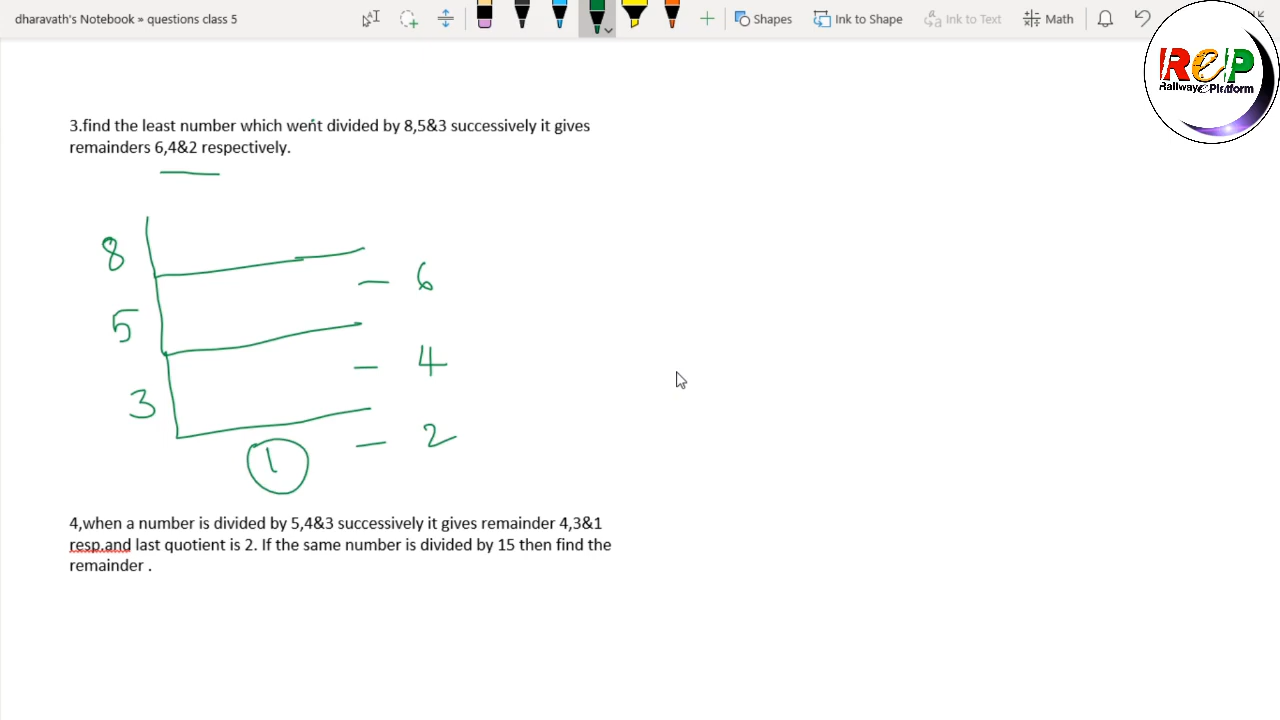 dharavath's Notebook » questions class 5
Shapes
Ink to Shape
Ink to Text
Math
ReP
Railways Platform
3.find the least number which went divided by 8,5&3 successively it gives
remainders 6,4&2 respectively.
8
— 6
5
— 4
3
— 2
1
4,when a number is divided by 5,4&3 successively it gives remainder 4,3&1
resp.and last quotient is 2. If the same number is divided by 15 then find the
remainder .